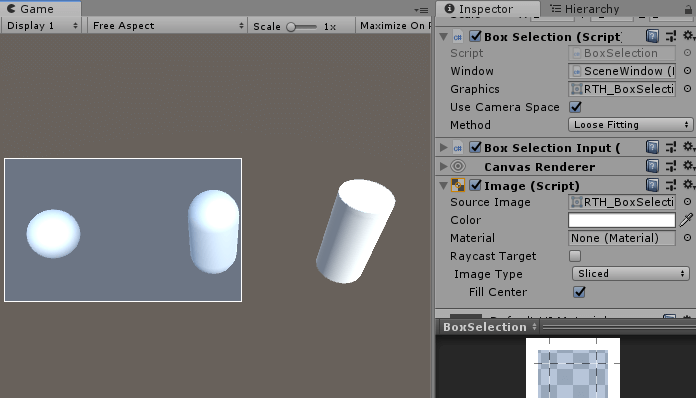 Game
Display 1
Free Aspect
Scale
1x
Maximize On
Inspector
Hierarchy
Box Selection (Script)
Script
BoxSelection
Window
SceneWindow (
Graphics
RTH_BoxSelecti
Use Camera Space
Method
Loose Fitting
Box Selection Input (
Canvas Renderer
Image (Script)
Source Image
RTH_BoxSelecti
Color
Material
None (Material)
Raycast Target
Image Type
Sliced
Fill Center
BoxSelection